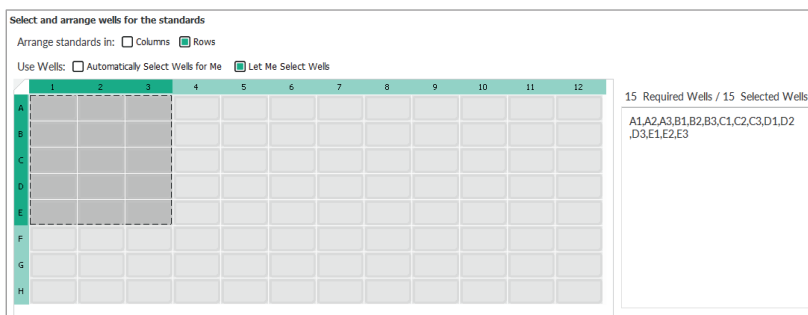 Select and arrange wells for the standards
Arrange standards in: Columns Rows
Use Wells: Automatically Select Wells for Me Let Me Select Wells
1 2 3 4 5 6 7 8 9 10 11 12
A
B
C
D
E
F
G
H
15 Required Wells / 15 Selected Wells
A1,A2,A3,B1,B2,B3,C1,C2,C3,D1,D2
,D3,E1,E2,E3